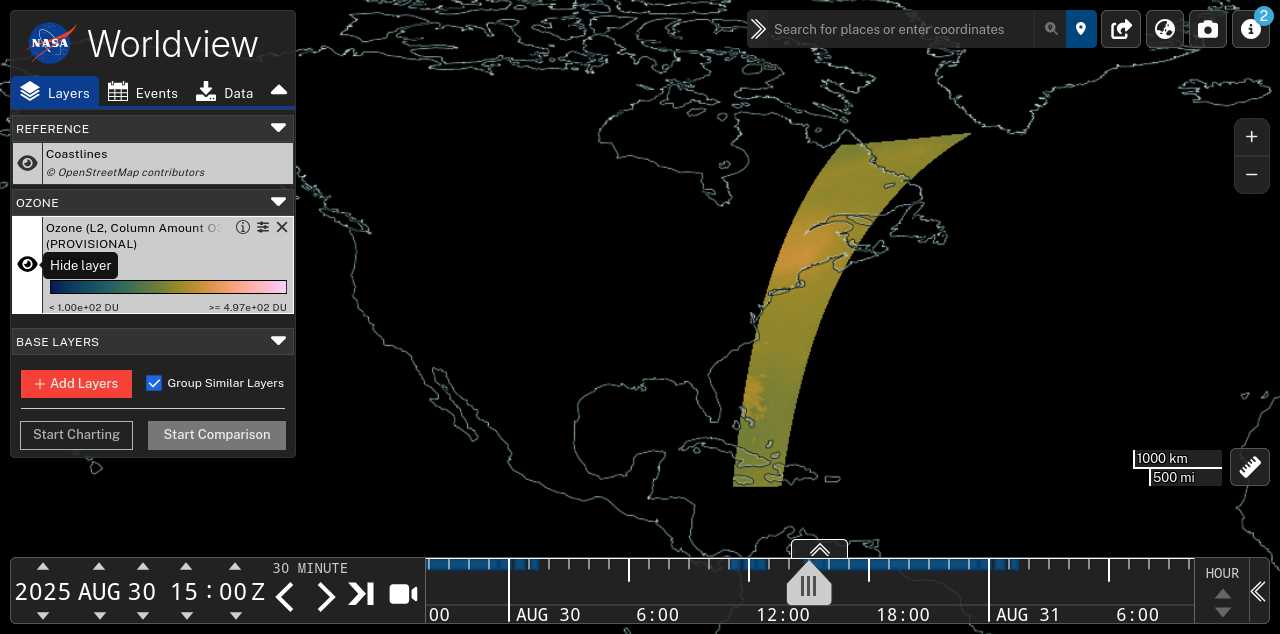 NASA
Worldview
Layers
Events
Data
REFERENCE
Coastlines
© OpenStreetMap contributors
OZONE
Ozone (L2, Column Amount O
(PROVISIONAL)
Hide layer
< 1.00e+02 DU
>= 4.97e+02 DU
BASE LAYERS
+ Add Layers
Group Similar Layers
Start Charting
Start Comparison
Search for places or enter coordinates
2
+
−
1000 km
500 mi
2025 AUG 30 15 : 00 Z
30 MINUTE
00
AUG 30
6:00
12:00
18:00
AUG 31
6:00
HOUR